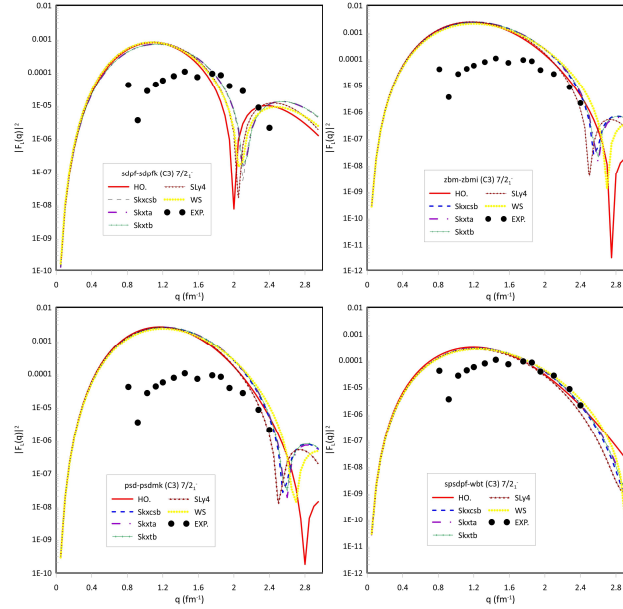 0.01
0.001
0.0001
1E-05
1E-06
1E-07
1E-08
1E-09
1E-10
|F₁(q)|²
sdpf-sdpfk (C3) 7/2₁⁻
HO.
SLy4
Skxcsb
WS
Skxta
EXP.
Skxtb
0 0.4 0.8 1.2 1.6 2 2.4 2.8
q (fm⁻¹)
0.01
0.001
0.0001
1E-05
1E-06
1E-07
1E-08
1E-09
1E-10
1E-11
1E-12
|F₁(q)|²
zbm-zbmi (C3) 7/2₁⁻
HO.
SLy4
Skxcsb
WS
Skxta
EXP.
Skxtb
0 0.4 0.8 1.2 1.6 2 2.4 2.8
q (fm⁻¹)
0.01
0.001
0.0001
1E-05
1E-06
1E-07
1E-08
1E-09
1E-10
|F₁(q)|²
psd-psdmk (C3) 7/2₁⁻
HO.
SLy4
Skxcsb
WS
Skxta
EXP.
Skxtb
0 0.4 0.8 1.2 1.6 2 2.4 2.8
q (fm⁻¹)
0.01
0.001
0.0001
1E-05
1E-06
1E-07
1E-08
1E-09
1E-10
1E-11
1E-12
|F₁(q)|²
spsdpf-wbt (C3) 7/2₁⁻
HO.
SLy4
Skxcsb
WS
Skxta
EXP.
Skxtb
0 0.4 0.8 1.2 1.6 2 2.4 2.8
q (fm⁻¹)